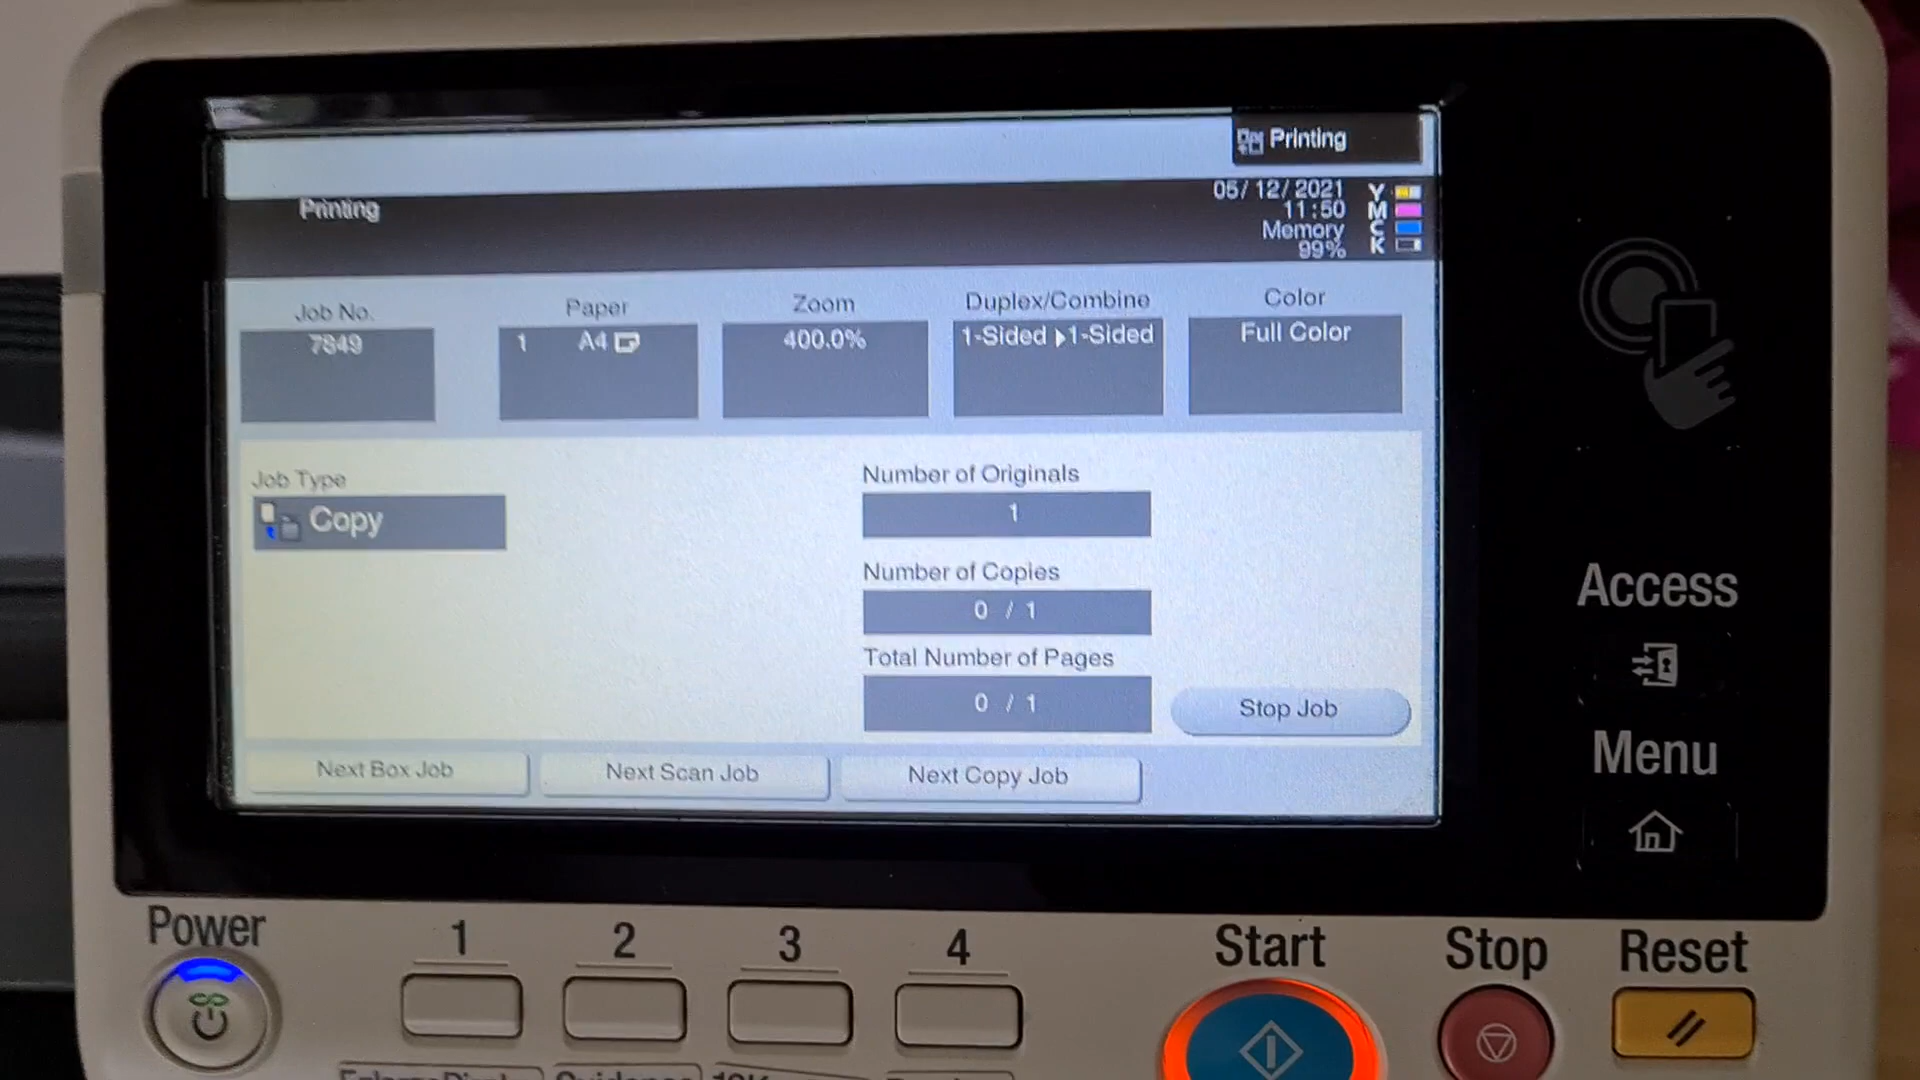 Printing
Printing
05/12/2021
11:50
Memory
99%
Y
M
C
K
Job No.
7849
Paper
1 A4
Zoom
400.0%
Duplex/Combine
1-Sided ▶1-Sided
Color
Full Color
Job Type
Copy
Number of Originals
1
Number of Copies
0 / 1
Total Number of Pages
0 / 1
Stop Job
Next Box Job
Next Scan Job
Next Copy Job
Access
Menu
Power
1
2
3
4
Start
Stop
Reset